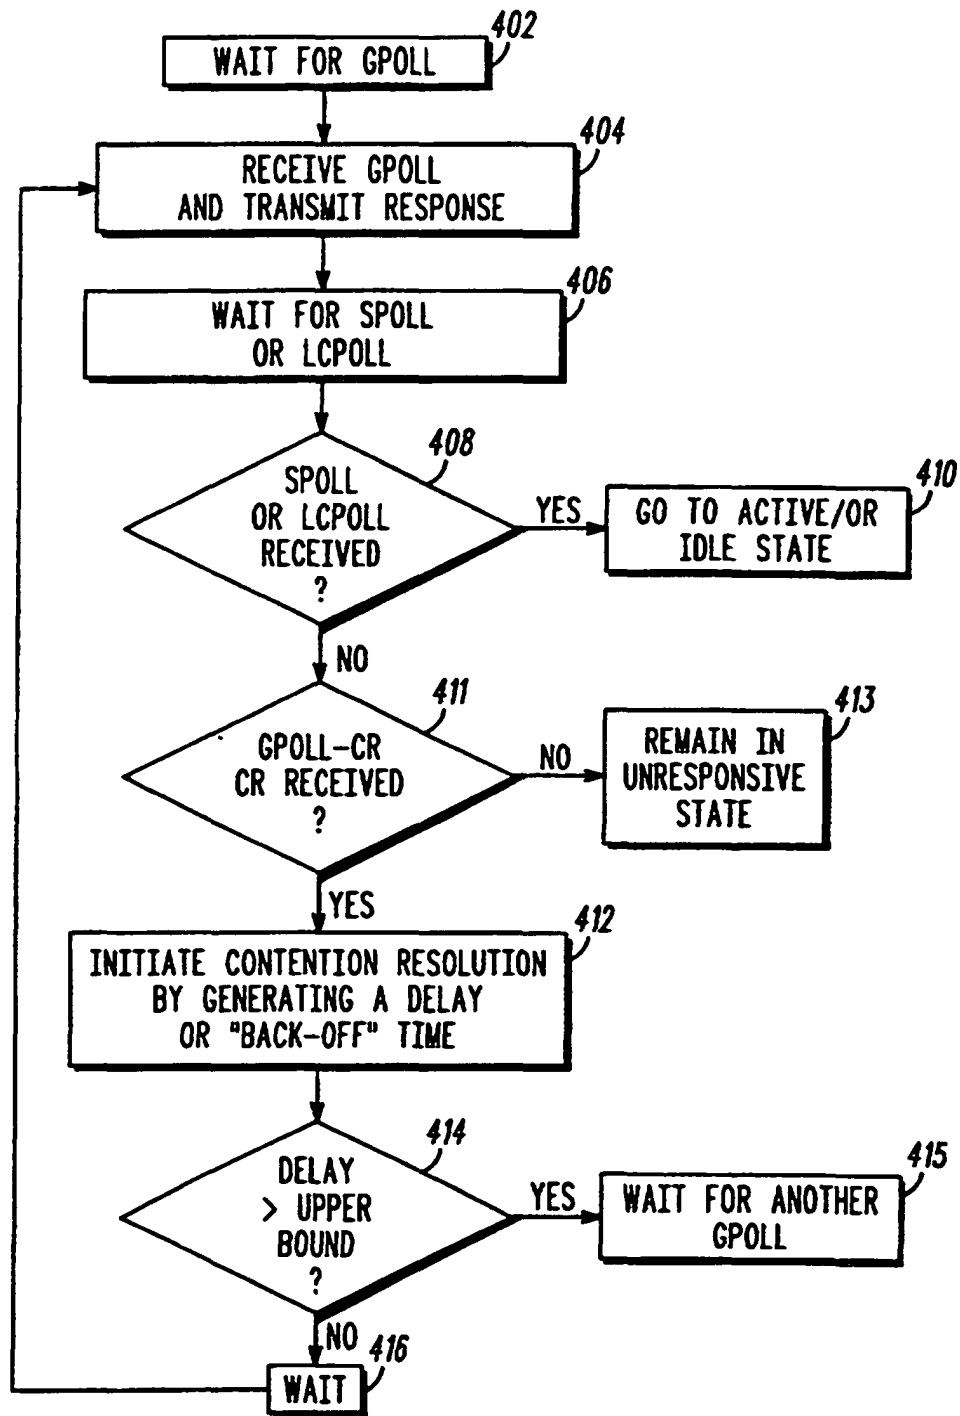 402
WAIT FOR GPOLL
404
RECEIVE GPOLL
AND TRANSMIT RESPONSE
406
WAIT FOR SPOLL
OR LCPOLL
408
SPOLL
OR LCPOLL
RECEIVED
?
YES
410
GO TO ACTIVE/OR
IDLE STATE
NO
411
GPOLL-CR
CR RECEIVED
?
NO
413
REMAIN IN
UNRESPONSIVE
STATE
YES
412
INITIATE CONTENTION RESOLUTION
BY GENERATING A DELAY
OR "BACK-OFF" TIME
414
DELAY
> UPPER
BOUND
?
YES
415
WAIT FOR ANOTHER
GPOLL
NO
416
WAIT